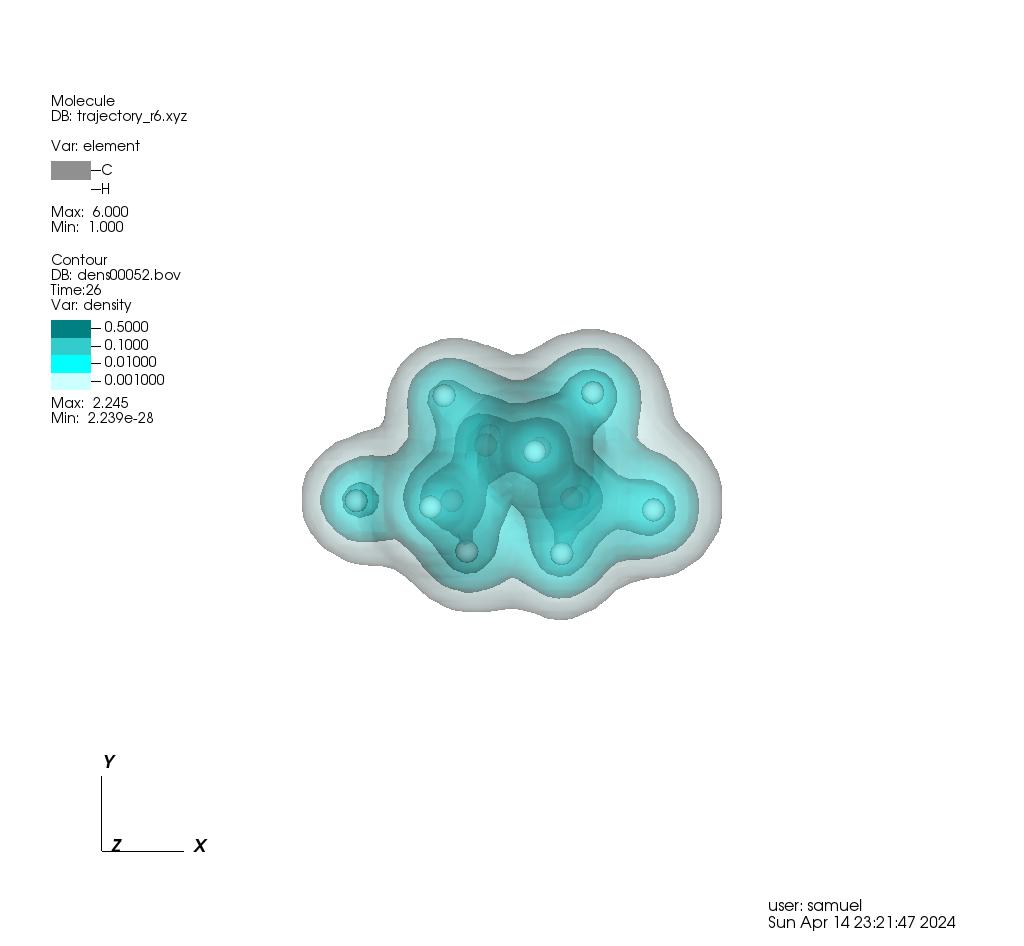 Molecule
DB: trajectory_r6.xyz
Var: element
C
H
Max: 6.000
Min: 1.000
Contour
DB: dens00052.bov
Time:26
Var: density
0.5000
0.1000
0.01000
0.001000
Max: 2.245
Min: 2.239e-28
Y
Z
X
user: samuel
Sun Apr 14 23:21:47 2024